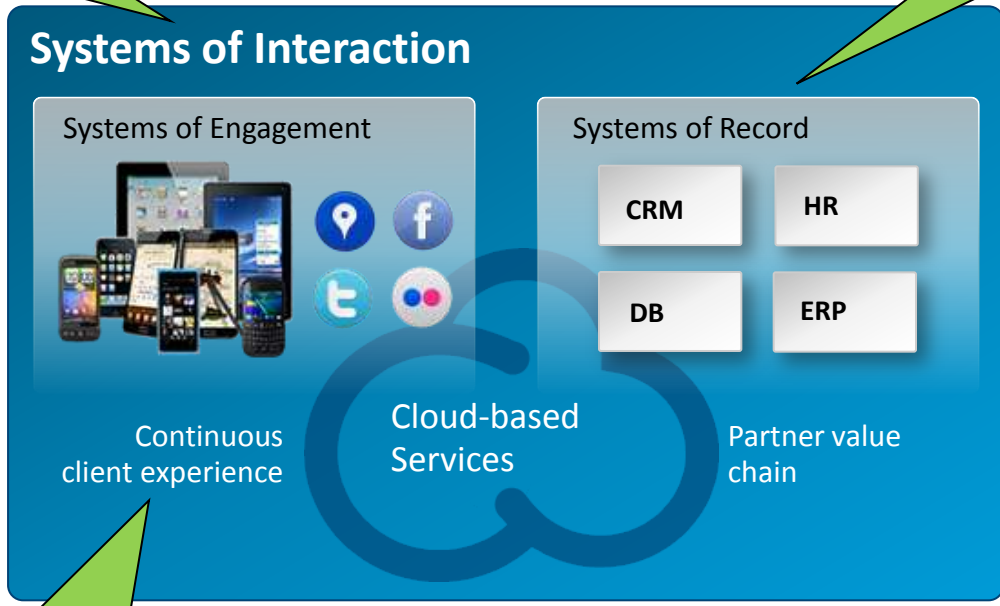 Systems of Interaction
Systems of Engagement
f
t
Systems of Record
CRM
HR
DB
ERP
Continuous
client experience
Cloud-based
Services
Partner value
chain